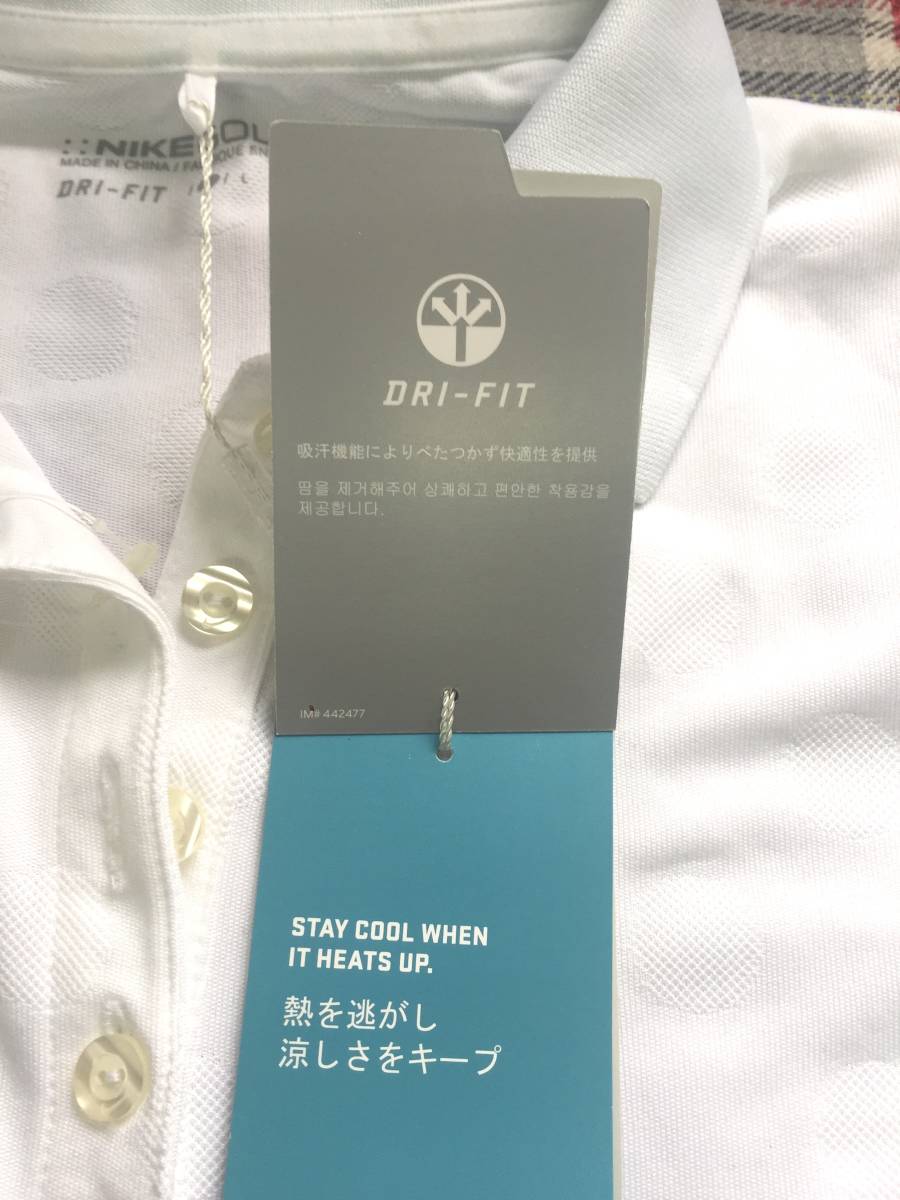 NIKE
MADE IN CHINA /
DRI-FIT
DRI-FIT
吸汗機能によりべたつかず快適性を提供
땀을 제거해주어 상쾌하고 편안한 착용감을
제공합니다.
IM# 442477
STAY COOL WHEN
IT HEATS UP.
熱を逃がし
涼しさをキープ